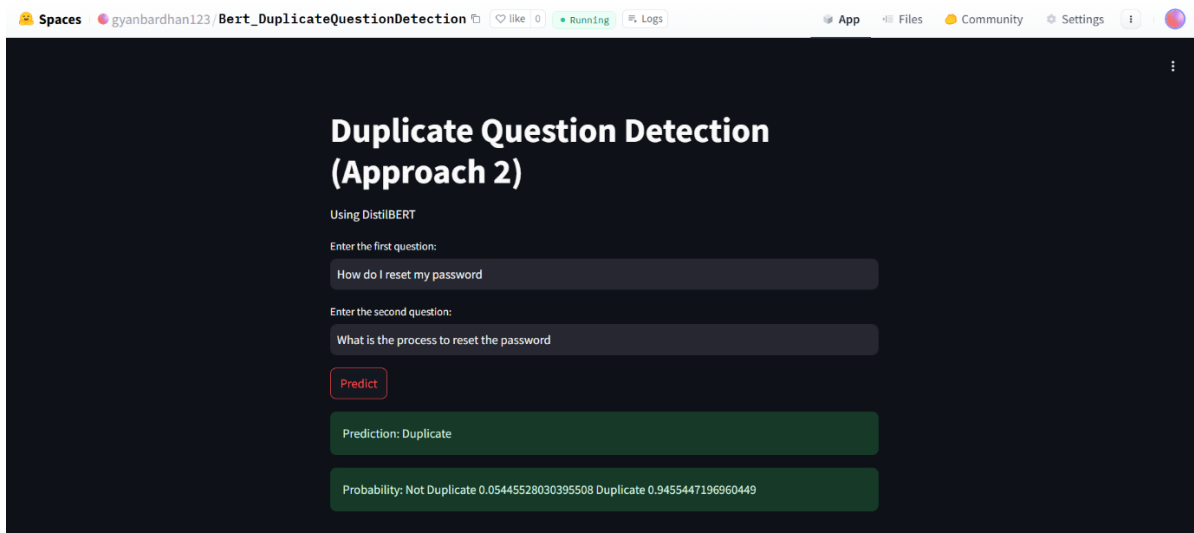 Spaces gyanbardhan123/Bert_DuplicateQuestionDetection like 0 Running Logs App Files Community Settings
Duplicate Question Detection
(Approach 2)
Using DistilBERT
Enter the first question:
How do I reset my password
Enter the second question:
What is the process to reset the password
Predict
Prediction: Duplicate
Probability: Not Duplicate 0.05445528030395508 Duplicate 0.9455447196960449